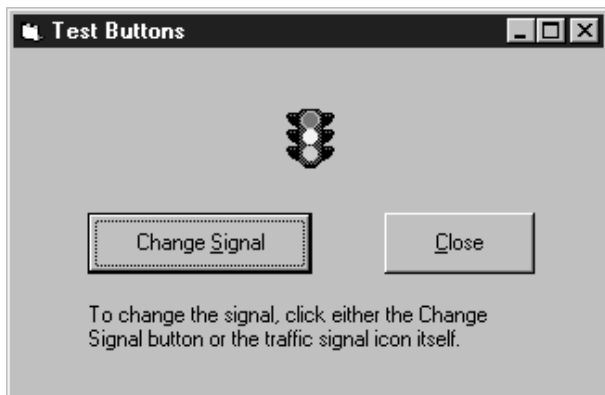 Test Buttons
Change Signal
Close
To change the signal, click either the Change
Signal button or the traffic signal icon itself.